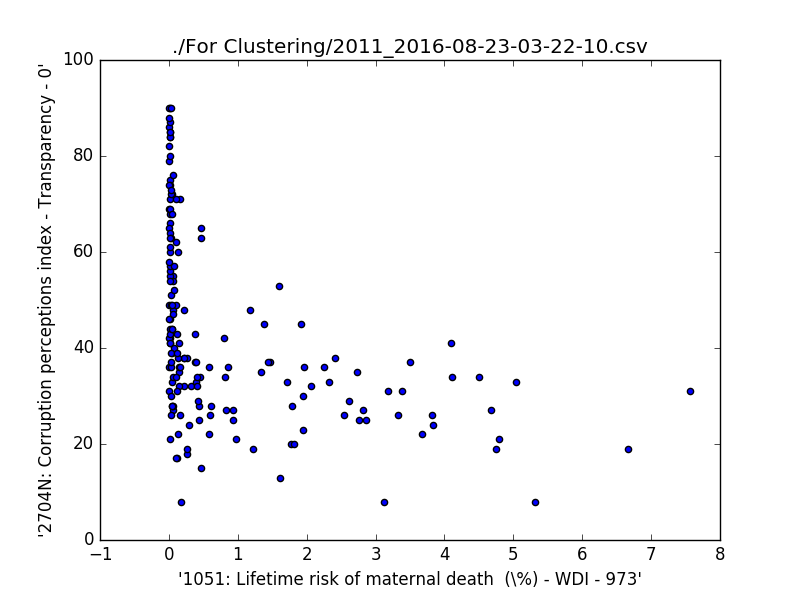 ./For Clustering/2011_2016-08-23-03-22-10.csv
100
80
60
40
20
0
'2704N: Corruption perceptions index - Transparency - 0'
−1 0 1 2 3 4 5 6 7 8
'1051: Lifetime risk of maternal death (\%) - WDI - 973'